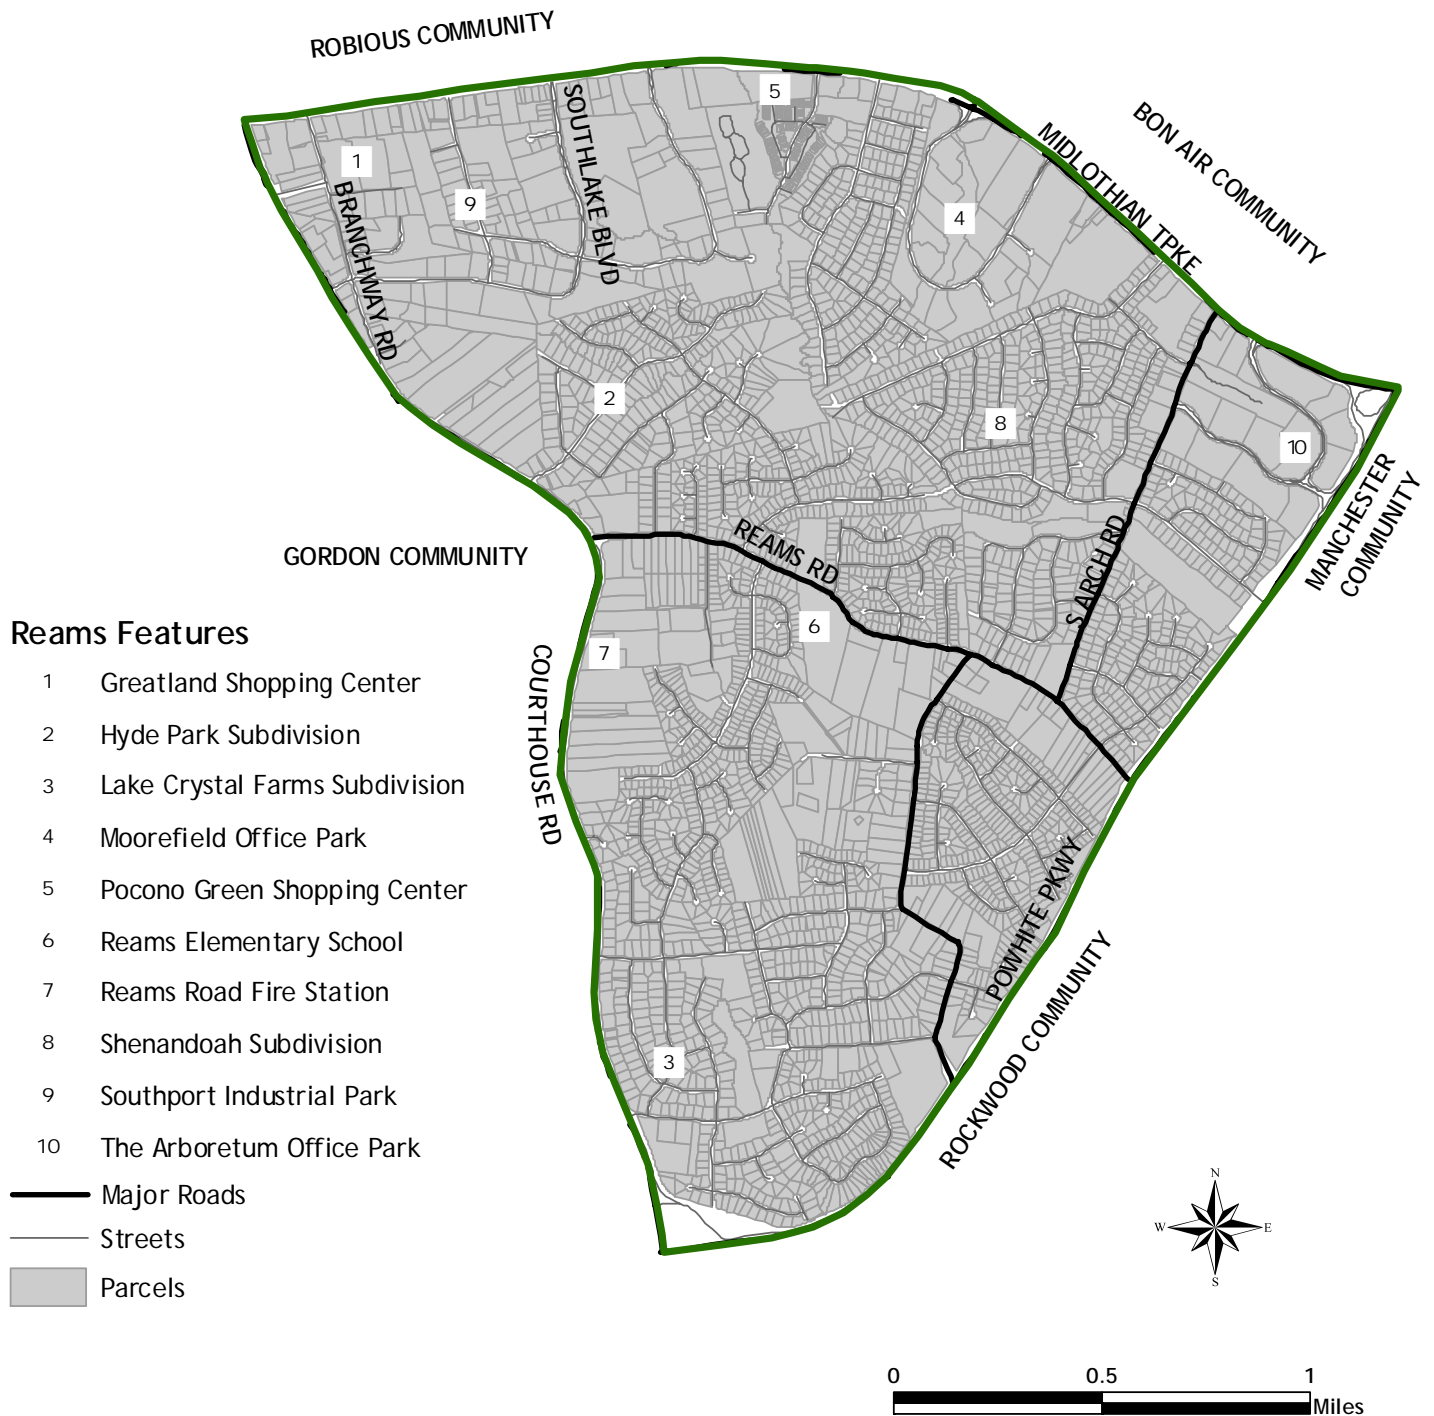 ROBIOUS COMMUNITY
BON AIR COMMUNITY
MIDLOTHIAN TPKE
SOUTHLAKE BLVD
BRANCHWAY RD
5
1
9
4
2
8
10
MANCHESTER
COMMUNITY
GORDON COMMUNITY
REAMS RD
S ARCH RD
6
7
COURTHOUSE RD
POWHITE PKWY
ROCKWOOD COMMUNITY
3
Reams Features
1 Greatland Shopping Center
2 Hyde Park Subdivision
3 Lake Crystal Farms Subdivision
4 Moorefield Office Park
5 Pocono Green Shopping Center
6 Reams Elementary School
7 Reams Road Fire Station
8 Shenandoah Subdivision
9 Southport Industrial Park
10 The Arboretum Office Park
Major Roads
Streets
Parcels
N
W E
S
0 0.5 1
Miles